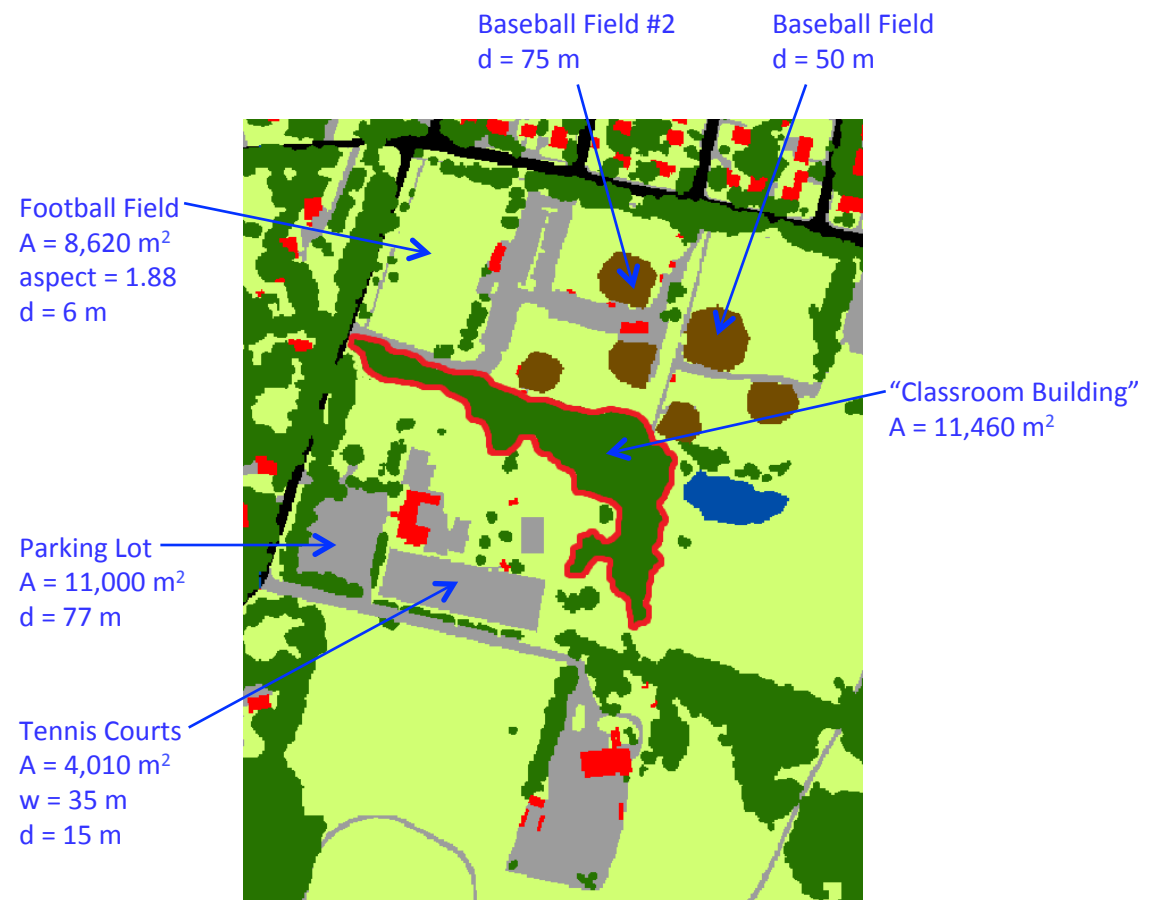 Baseball Field #2
d = 75 m
Baseball Field
d = 50 m
Football Field
A = 8,620 m²
aspect = 1.88
d = 6 m
“Classroom Building”
A = 11,460 m²
Parking Lot
A = 11,000 m²
d = 77 m
Tennis Courts
A = 4,010 m²
w = 35 m
d = 15 m